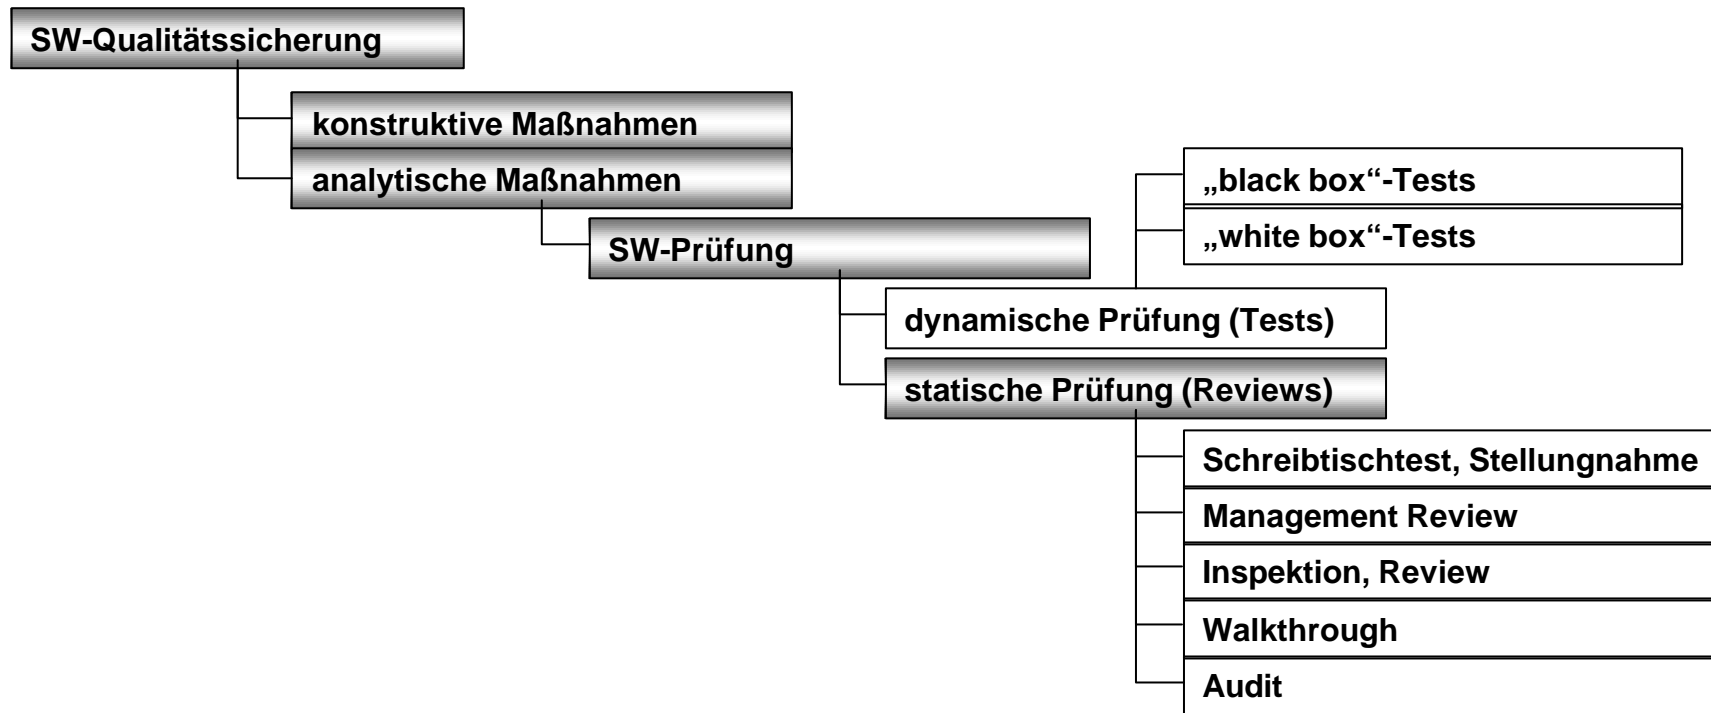 SW-Qualitätssicherung
konstruktive Maßnahmen
analytische Maßnahmen
SW-Prüfung
„black box“-Tests
„white box“-Tests
dynamische Prüfung (Tests)
statische Prüfung (Reviews)
Schreibtischtest, Stellungnahme
Management Review
Inspektion, Review
Walkthrough
Audit